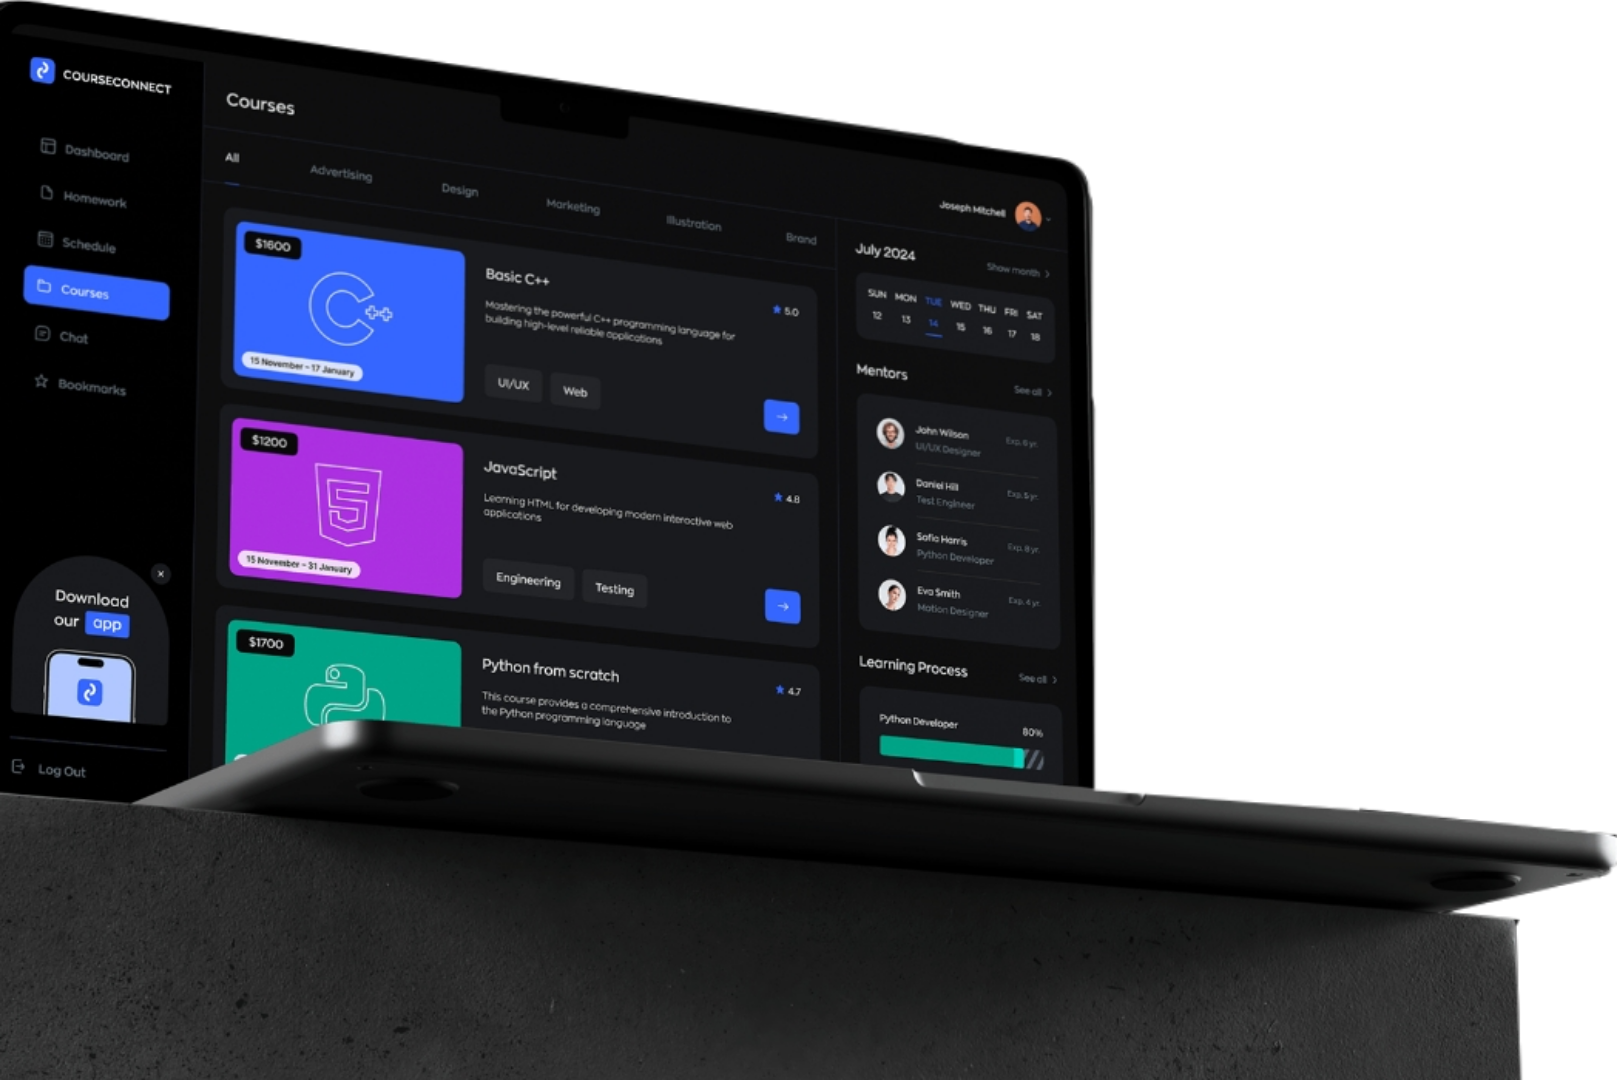 COURSECONNECT
Dashboard
Homework
Schedule
Courses
Chat
Bookmarks
Download
our app
Log Out
Courses
All
Advertising
Design
Marketing
Illustration
Brand
Joseph Mitchell
$1600
15 November - 17 January
Basic C++
5.0
Mastering the powerful C++ programming language for
building high-level reliable applications
UI/UX
Web
$1200
15 November - 31 January
JavaScript
4.8
Learning HTML for developing modern interactive web
applications
Engineering
Testing
$1700
Python from scratch
4.7
This course provides a comprehensive introduction to
the Python programming language
July 2024
Show month
SUN MON TUE WED THU FRI SAT
12 13 14 15 16 17 18
Mentors
See all
John Wilson
UI/UX Designer
Exp. 6 yr.
Daniel Hill
Test Engineer
Exp. 5 yr.
Sofia Harris
Python Developer
Exp. 8 yr.
Eva Smith
Motion Designer
Exp. 4 yr.
Learning Process
See all
Python Developer
80%